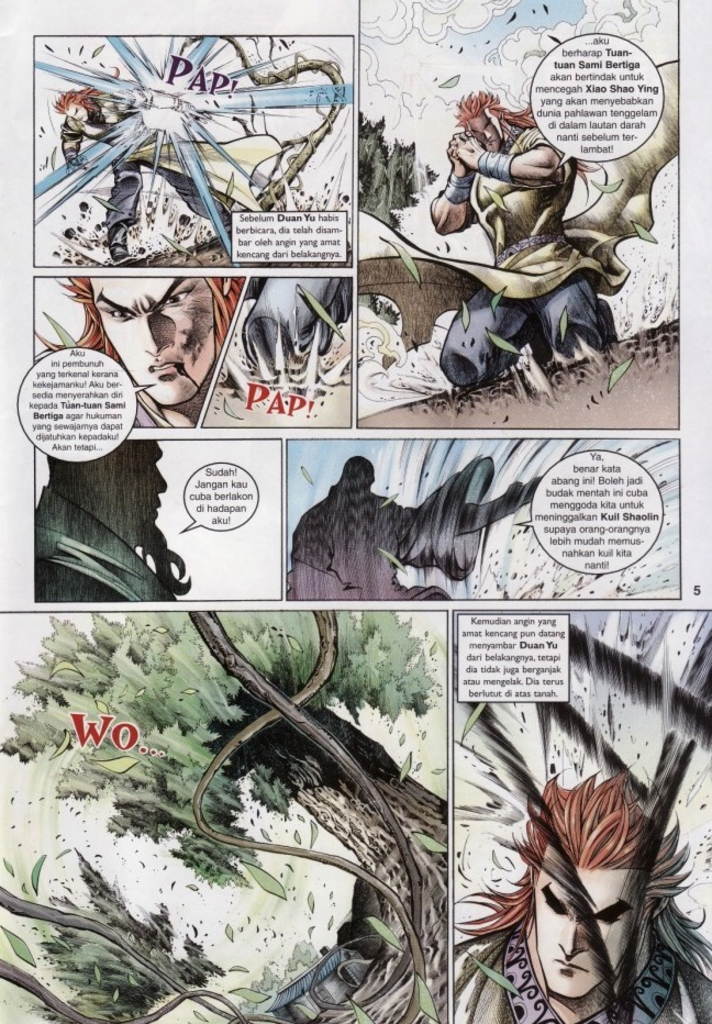 PAP!
Sebelum Duan Yu habis
berbicara, dia telah disam-
bar oleh angin yang amat
kencang dari belakangnya.
...aku
berharap Tuan-
tuan Sami Bertiga
akan bertindak untuk
mencegah Xiao Shao Ying
yang akan menyebabkan
dunia pahlawan tenggelam
di dalam lautan darah
nanti sebelum ter-
lambat!
Aku
ini pembunuh
yang terkenal kerana
kekejamanku! Aku ber-
sedia menyerahkan diri
kepada Tuan-tuan Sami
Bertiga agar hukuman
yang sewajarnya dapat
dijatuhkan kepadaku!
Akan tetapi...
PAP!
Sudah!
Jangan kau
cuba berlakon
di hadapan
aku!
Ya,
benar kata
abang ini! Boleh jadi
budak mentah ini cuba
menggoda kita untuk
meninggalkan Kuil Shaolin
supaya orang-orangnya
lebih mudah memus-
nahkan kuil kita
nanti!
5
WO...
Kemudian angin yang
amat kencang pun datang
menyambar Duan Yu
dari belakangnya, tetapi
dia tidak juga berganjak
atau mengelak. Dia terus
berlutut di atas tanah.